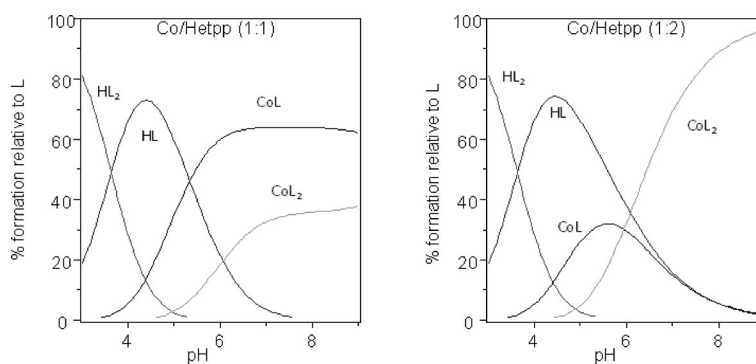 Co/Hetpp (1:1)
% formation relative to L
100
80
60
40
20
0
HL2
HL
CoL
CoL2
4
6
8
pH
Co/Hepp (1:2)
% formation relative to L
100
80
60
40
20
0
HL2
HL
CoL
CoL2
4
6
8
pH